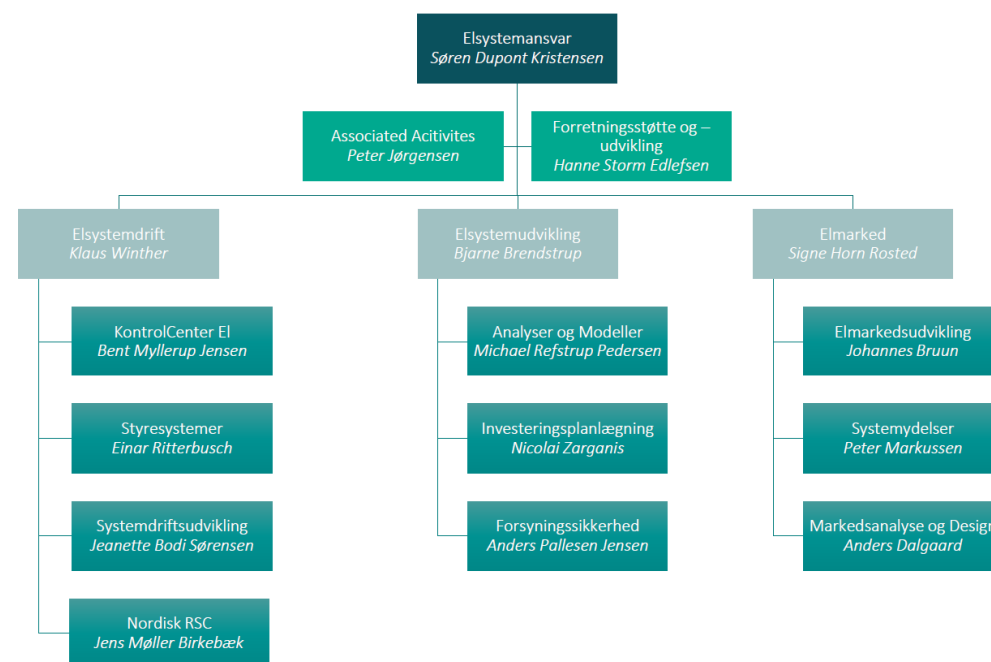 Elsystemansvar
Søren Dupont Kristensen
Associated Acitivites
Peter Jørgensen
Forretningsstøtte og –
udvikling
Hanne Storm Edlefsen
Elsystemdrift
Klaus Winther
Elsystemudvikling
Bjarne Brendstrup
Elmarked
Signe Horn Rosted
KontrolCenter El
Bent Myllerup Jensen
Analyser og Modeller
Michael Refstrup Pedersen
Elmarkedsudvikling
Johannes Bruun
Styresystemer
Einar Ritterbusch
Investeringsplanlægning
Nicolai Zarganis
Systemydelser
Peter Markussen
Systemdriftsudvikling
Jeanette Bodi Sørensen
Forsyningssikkerhed
Anders Pallesen Jensen
Markedsanalyse og Design
Anders Dalgaard
Nordisk RSC
Jens Møller Birkebæk